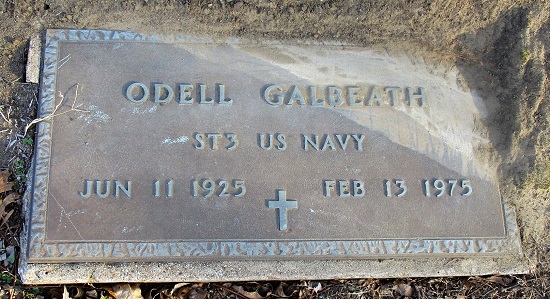 ODELL GALBEATH
ST3 US NAVY
JUN 11 1925 FEB 13 1975